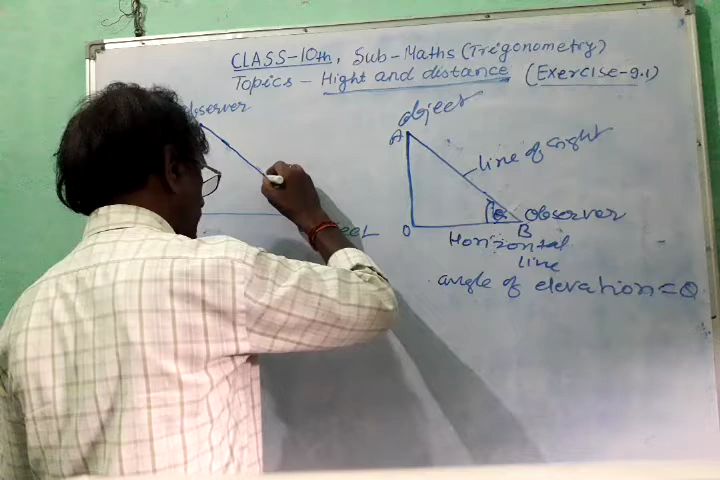 CLASS-10th, Sub-Maths (Trigonometry)
Topics - Hight and distance (Exercise-9.1)
observer
object
A
line of sight
θ
observer
O
B
Horizontal
line
angle of elevation = θ